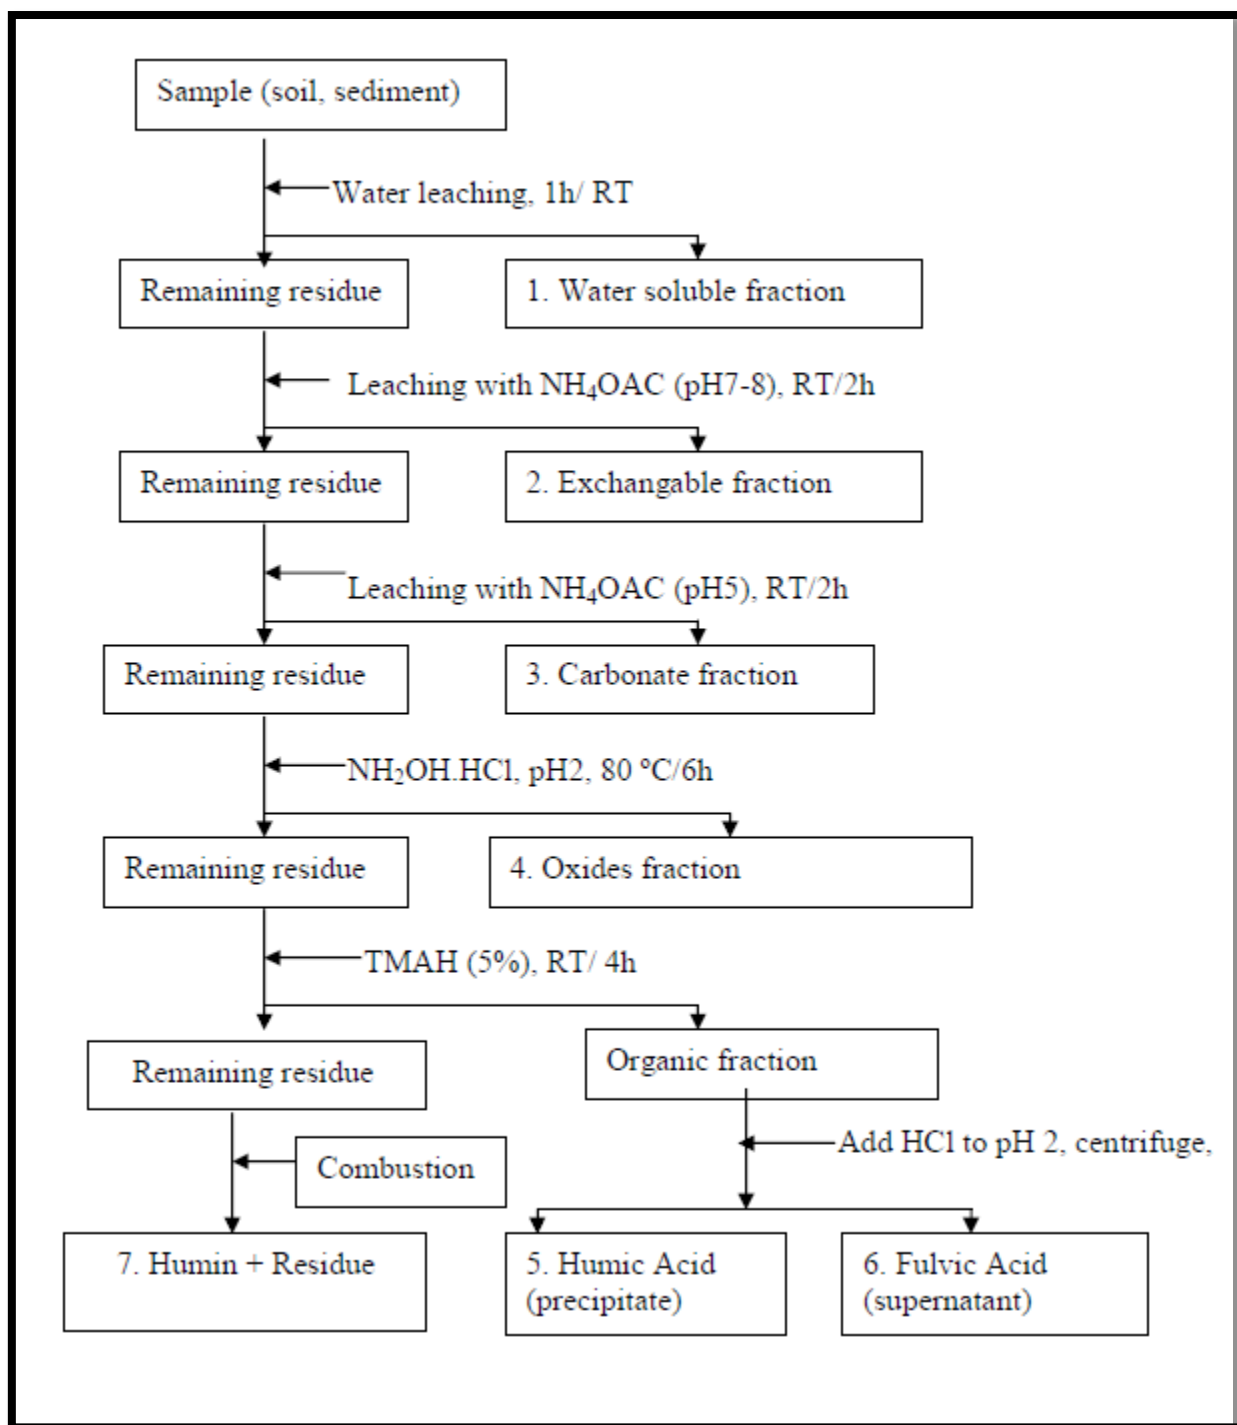 Sample (soil, sediment)
Water leaching, 1h/ RT
Remaining residue
1. Water soluble fraction
Leaching with NH₄OAC (pH7-8), RT/2h
Remaining residue
2. Exchangable fraction
Leaching with NH₄OAC (pH5), RT/2h
Remaining residue
3. Carbonate fraction
NH₂OH.HCl, pH2, 80 °C/6h
Remaining residue
4. Oxides fraction
TMAH (5%), RT/ 4h
Remaining residue
Organic fraction
Add HCl to pH 2, centrifuge,
Combustion
7. Humin + Residue
5. Humic Acid
(precipitate)
6. Fulvic Acid
(supernatant)